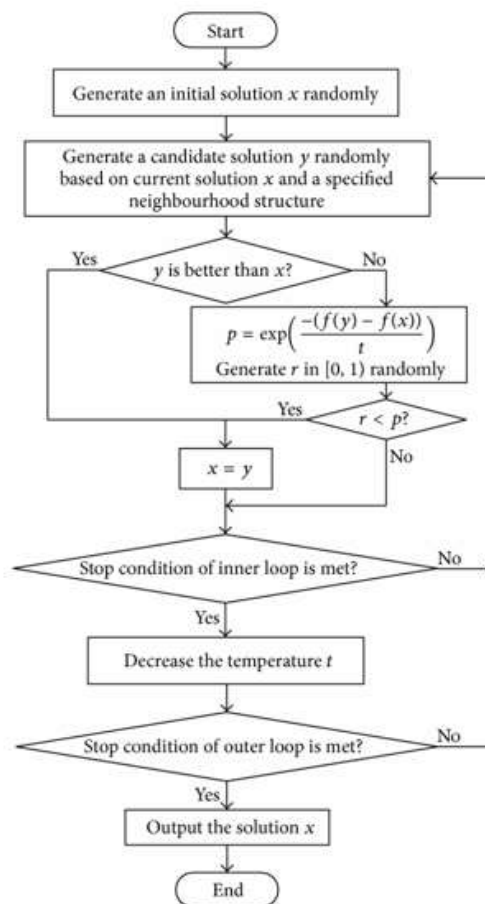 Start
Generate an initial solution x randomly
Generate a candidate solution y randomly
based on current solution x and a specified
neighbourhood structure
Yes
y is better than x?
No
p = exp(−(f(y) − f(x)) / t)
Generate r in [0, 1) randomly
Yes
r < p?
No
x = y
Stop condition of inner loop is met?
No
Yes
Decrease the temperature t
Stop condition of outer loop is met?
No
Yes
Output the solution x
End